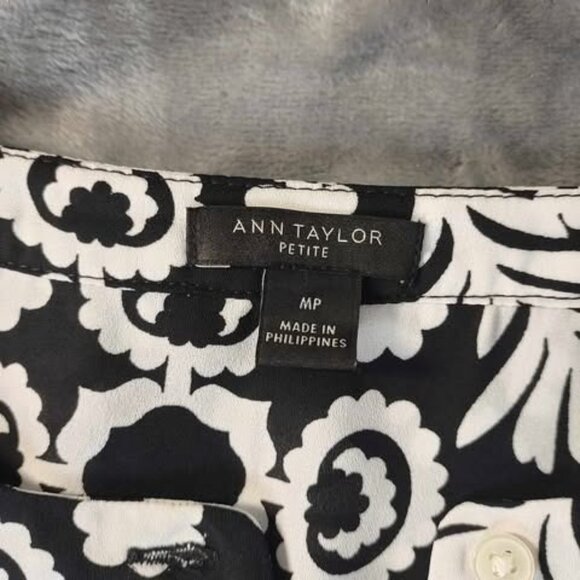 ANN TAYLOR
PETITE
MP
MADE IN
PHILIPPINES